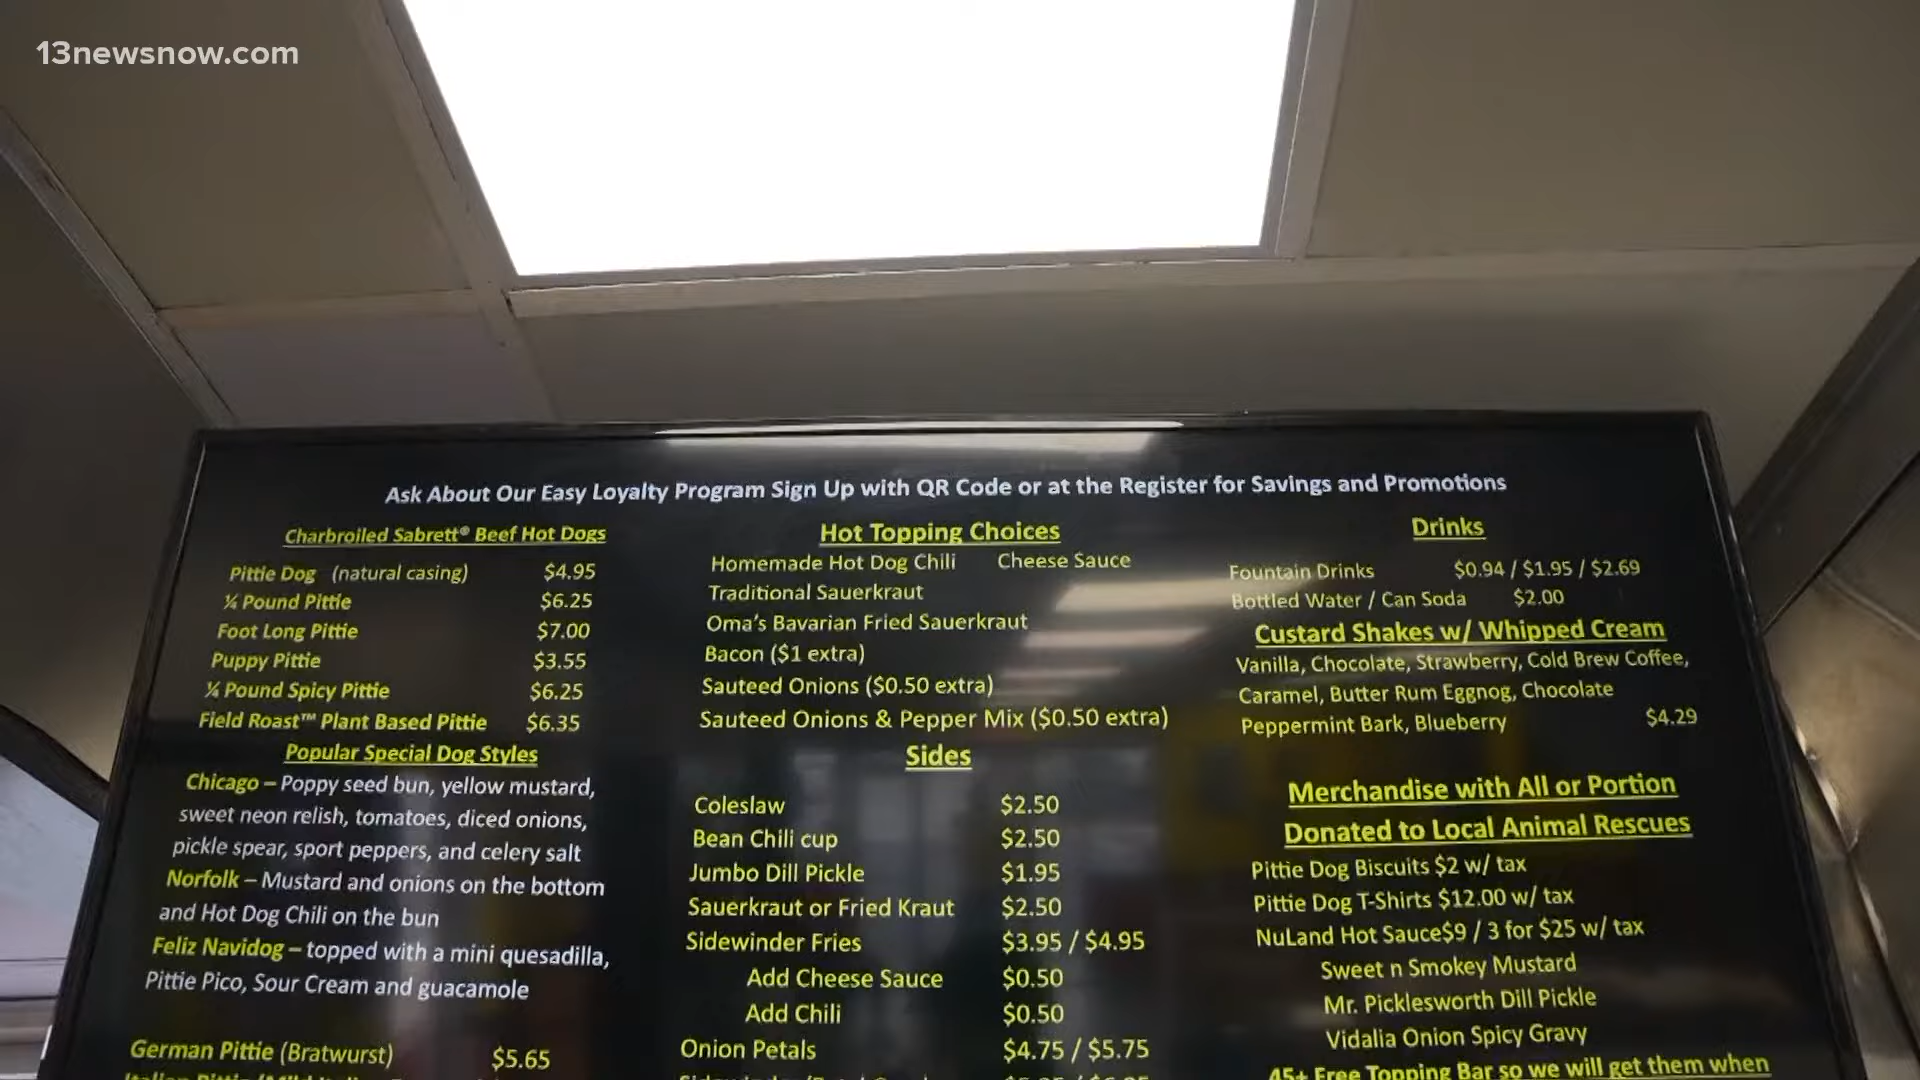 13newsnow.com
Ask About Our Easy Loyalty Program Sign Up with QR Code or at the Register for Savings and Promotions
Charbroiled Sabrett® Beef Hot Dogs
Pittie Dog (natural casing) $4.95
¼ Pound Pittie $6.25
Foot Long Pittie $7.00
Puppy Pittie $3.55
¼ Pound Spicy Pittie $6.25
Field Roast™ Plant Based Pittie $6.35
Popular Special Dog Styles
Chicago – Poppy seed bun, yellow mustard,
sweet neon relish, tomatoes, diced onions,
pickle spear, sport peppers, and celery salt
Norfolk – Mustard and onions on the bottom
and Hot Dog Chili on the bun
Feliz Navidog – topped with a mini quesadilla,
Pittie Pico, Sour Cream and guacamole
German Pittie (Bratwurst) $5.65
Hot Topping Choices
Homemade Hot Dog Chili Cheese Sauce
Traditional Sauerkraut
Oma's Bavarian Fried Sauerkraut
Bacon ($1 extra)
Sauteed Onions ($0.50 extra)
Sauteed Onions & Pepper Mix ($0.50 extra)
Sides
Coleslaw $2.50
Bean Chili cup $2.50
Jumbo Dill Pickle $1.95
Sauerkraut or Fried Kraut $2.50
Sidewinder Fries $3.95 / $4.95
Add Cheese Sauce $0.50
Add Chili $0.50
Onion Petals $4.75 / $5.75
Drinks
Fountain Drinks $0.94 / $1.95 / $2.69
Bottled Water / Can Soda $2.00
Custard Shakes w/ Whipped Cream
Vanilla, Chocolate, Strawberry, Cold Brew Coffee,
Caramel, Butter Rum Eggnog, Chocolate
Peppermint Bark, Blueberry $4.29
Merchandise with All or Portion
Donated to Local Animal Rescues
Pittie Dog Biscuits $2 w/ tax
Pittie Dog T-Shirts $12.00 w/ tax
NuLand Hot Sauce$9 / 3 for $25 w/ tax
Sweet n Smokey Mustard
Mr. Picklesworth Dill Pickle
Vidalia Onion Spicy Gravy
45+ Free Topping Bar so we will get them when